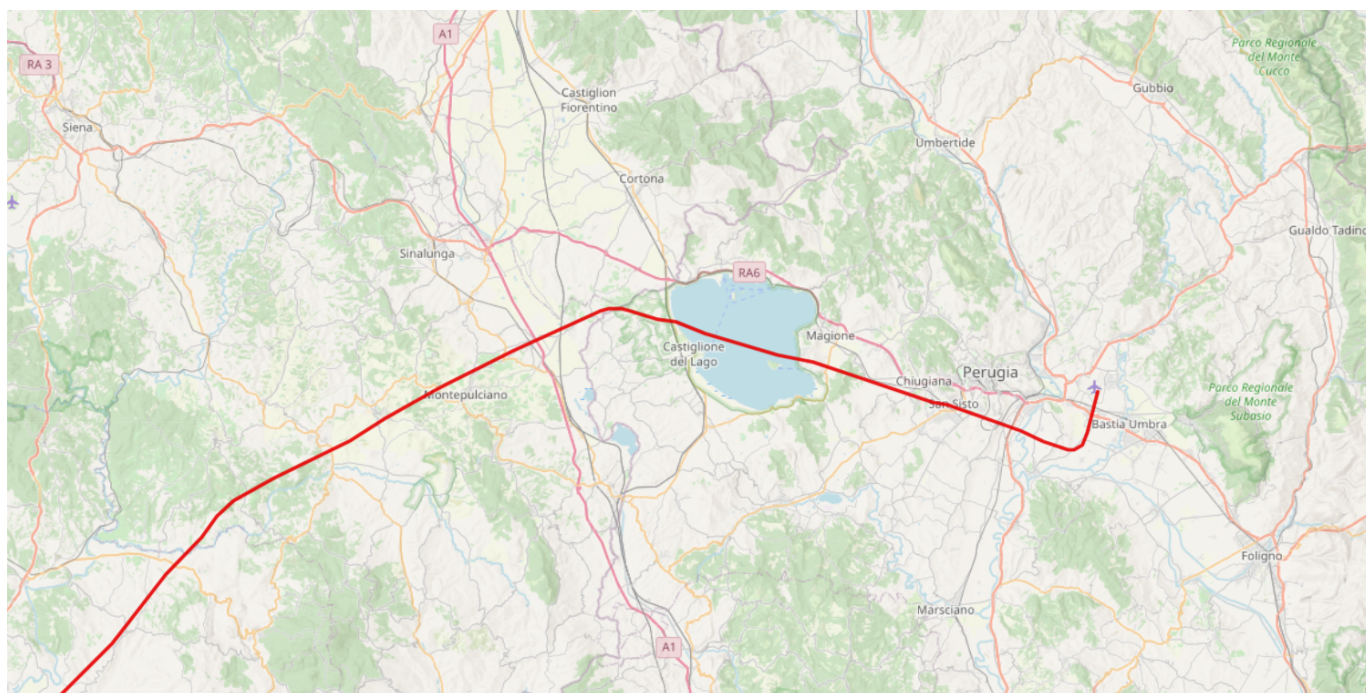 A1
Parco Regionale
del Monte
Cucco
RA 3
Gubbio
Castiglion
Fiorentino
Siena
Umbertide
Cortona
Gualdo Tadino
Sinalunga
RA6
Magione
Castiglione
del Lago
Perugia
Chiugiana
Parco Regionale
del Monte
Subasio
Montepulciano
San Sisto
Bastia Umbra
Foligno
Marsciano
A1